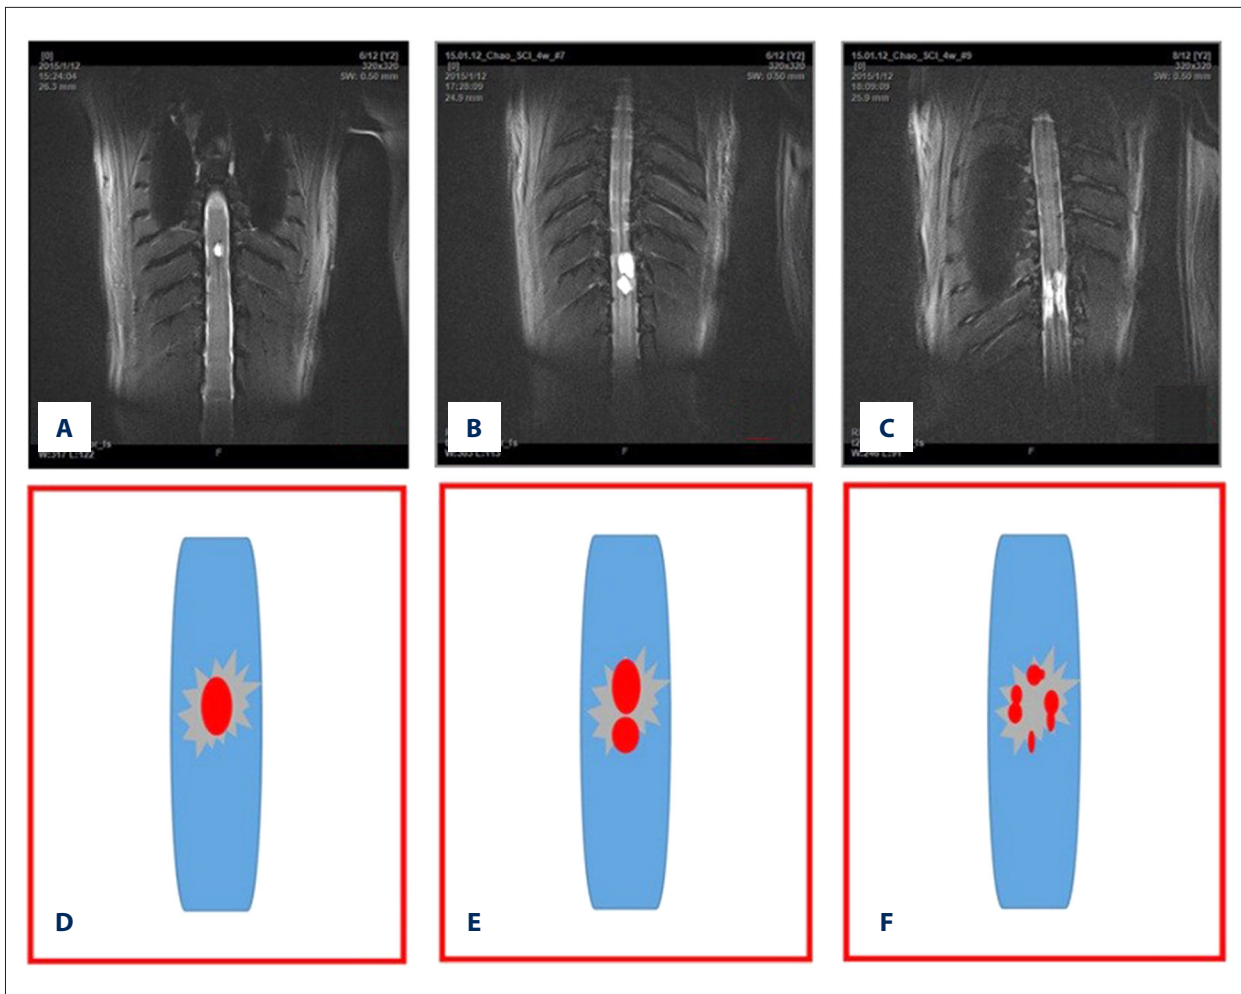 [0]
2015/1/12
15:24:04
26.3 mm
6/12 [Y2]
320x320
SW: 0.50 mm
F
A
15.01.12_Chao_SCI_4w_#7
[0]
2015/1/12
17:28:09
24.9 mm
6/12 [Y2]
320x320
SW: 0.50 mm
F
B
15.01.12_Chao_SCI_4w_#9
[0]
2015/1/12
18:09:09
25.9 mm
8/12 [Y2]
320x320
SW: 0.50 mm
F
C
D
E
F